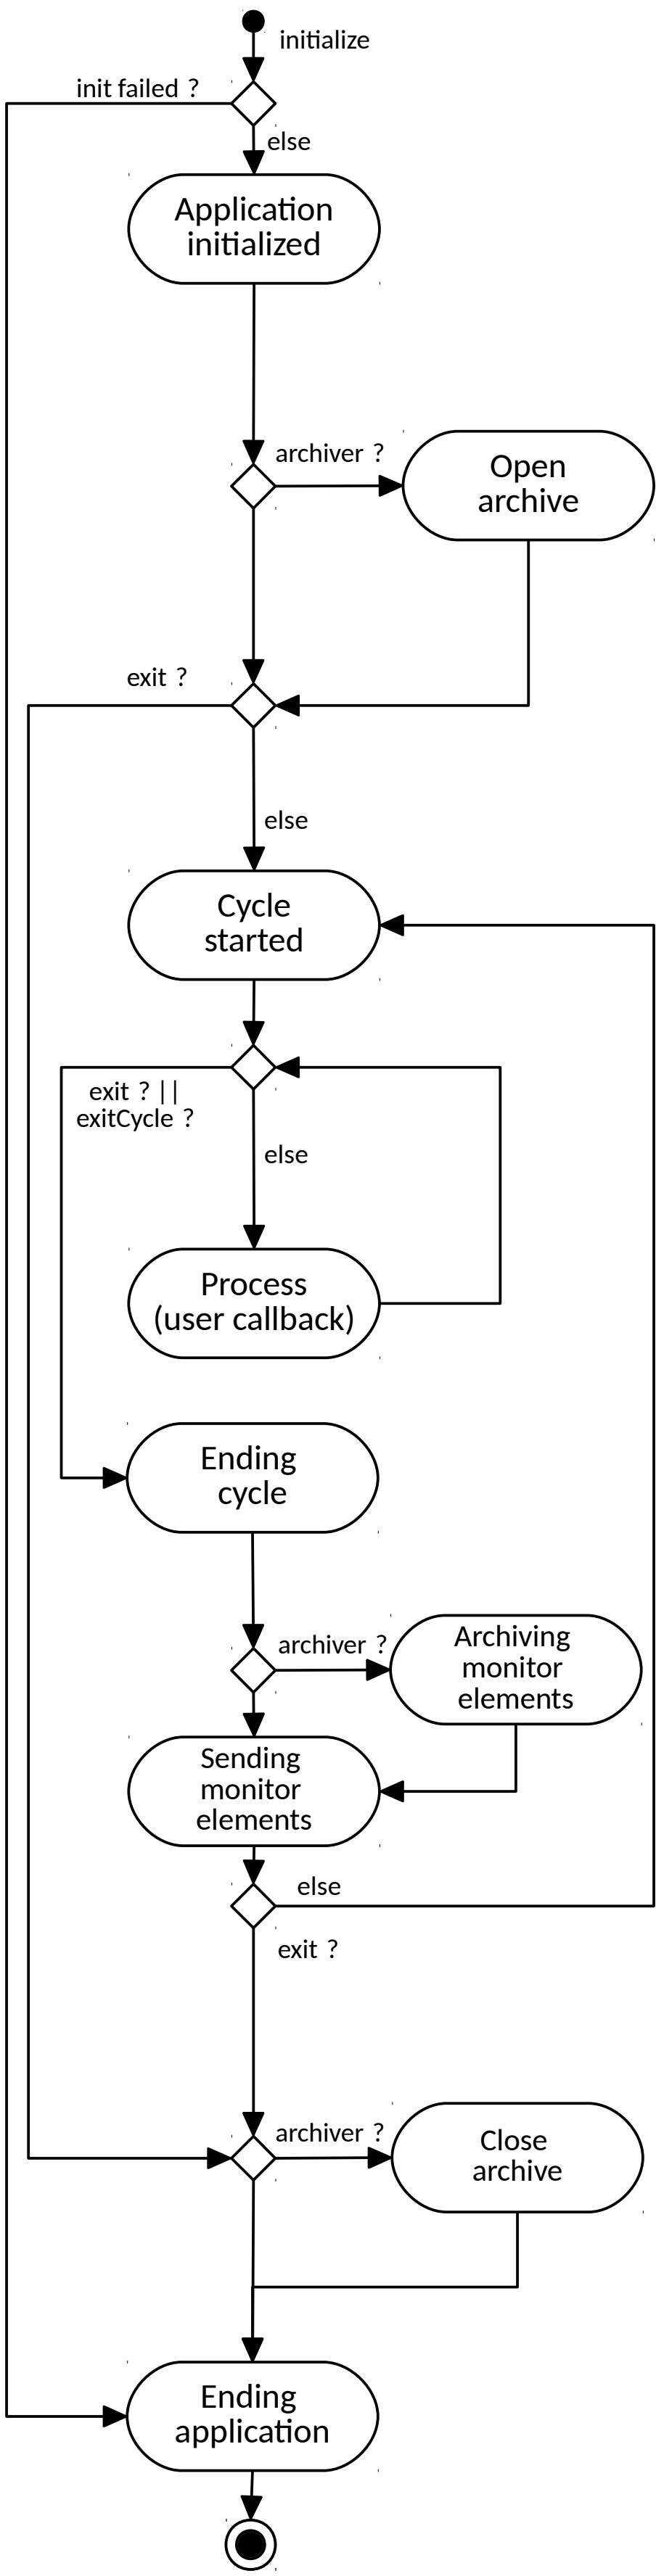 initialize
init failed ?
else
Application
initialized
archiver ?
Open
archive
exit ?
else
Cycle
started
exit ? ||
exitCycle ?
else
Process
(user callback)
Ending
cycle
archiver ?
Archiving
monitor
elements
Sending
monitor
elements
else
exit ?
archiver ?
Close
archive
Ending
application